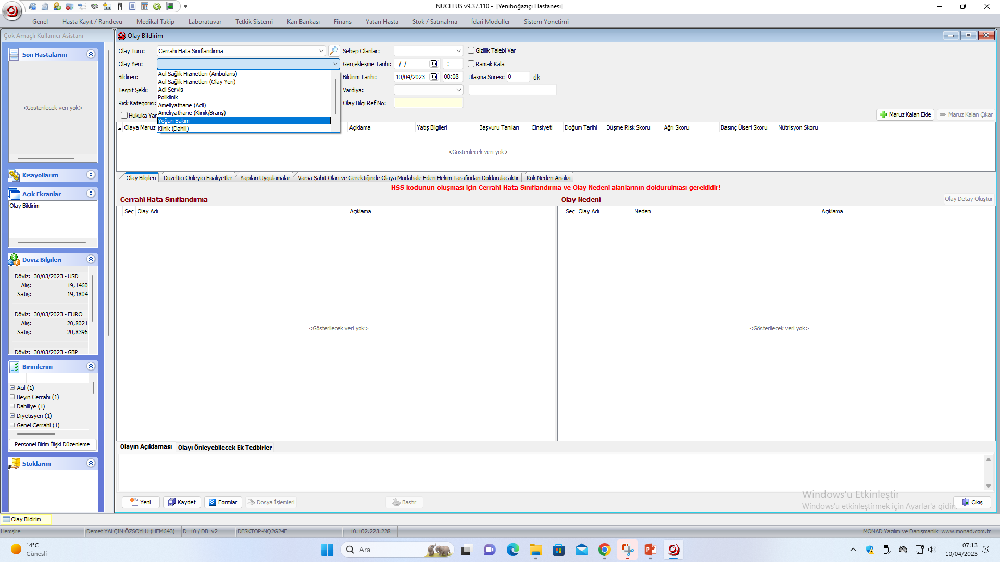 NUCLEUS v9.37.110 - [Yeniboğaziçi Hastanesi]
Genel Hasta Kayıt / Randevu Medikal Takip Laboratuvar Tetkik Sistemi Kan Bankası Finans Yatan Hasta Stok / Satınalma İdari Modüller Sistem Yönetimi
Çok Amaçlı Kullanıcı Asistanı
Son Hastalarım
<Gösterilecek veri yok>
Kısayollarım
Açık Ekranlar
Olay Bildirim
Döviz Bilgileri
Döviz: 30/03/2023 - USD
Alış: 19,1460
Satış: 19,1804
Döviz: 30/03/2023 - EURO
Alış: 20,8021
Satış: 20,8396
Döviz: 30/03/2023 - GBP
Birimlerim
Acil (1)
Beyin Cerrahi (1)
Dahiliye (1)
Diyetisyen (1)
Genel Cerrahi (1)
Personel Birim İlişki Düzenleme
Stoklarım
Olay Bildirim
Olay Türü: Cerrahi Hata Sınıflandırma Sebep Olanlar: Gizlilik Talebi Var
Olay Yeri: Gerçekleşme Tarihi: / / 15 : Ramak Kala
Bildiren: Bildirim Tarihi: 10/04/2023 15 08:08 Ulaşma Süresi: 0 dk
Tespit Şekli: Vardiya:
Risk Kategorisi: Olay Bilgi Ref No:
Hukuka Yar
Acil Sağlık Hizmetleri (Ambulans)
Acil Sağlık Hizmetleri (Olay Yeri)
Acil Servis
Poliklinik
Ameliyathane (Acil)
Ameliyathane (Klinik/Branş)
Yoğun Bakım
Klinik (Dahili)
Maruz Kalan Ekle Maruz Kalan Çıkar
Olaya Maruz Açıklama Yatış Bilgileri Başvuru Tanıları Cinsiyeti Doğum Tarihi Düşme Risk Skoru Ağrı Skoru Basınç Ülseri Skoru Nütrisyon Skoru
<Gösterilecek veri yok>
Olay Bilgileri Düzeltici Önleyici Faaliyetler Yapılan Uygulamalar Varsa Şahit Olan ve Gerektiğinde Olaya Müdahale Eden Hekim Tarafından Doldurulacaktır Kök Neden Analizi
HSS kodunun oluşması için Cerrahi Hata Sınıflandırma ve Olay Nedeni alanlarının doldurulması gereklidir!
Cerrahi Hata Sınıflandırma Olay Nedeni Olay Detay Oluştur
Seç Olay Adı Açıklama Seç Olay Adı Neden Açıklama
<Gösterilecek veri yok> <Gösterilecek veri yok>
Olayın Açıklaması Olayı Önleyebilecek Ek Tedbirler
Windows'u Etkinleştir
Windows'u etkinleştirmek için Ayarlar'a gidin.
Yeni Kaydet Formlar Dosya İşlemleri Bastır Çıkış
Olay Bildirim
Hemşire Demet YALÇIN ÖZSOYLU (HEM643) D_10 / DB_v2 DESKTOP-NQ2G24F 10.102.223.228 MONAD Yazılım ve Danışmanlık www.monad.com.tr
14°C
Güneşli
Ara
07:13
10/04/2023